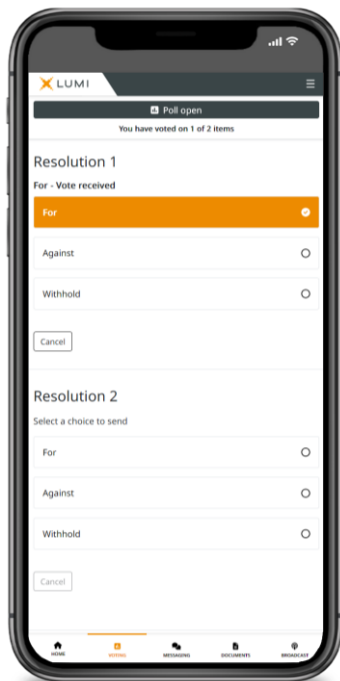 LUMI
Poll open
You have voted on 1 of 2 items
Resolution 1
For - Vote received
For
Against
Withhold
Cancel
Resolution 2
Select a choice to send
For
Against
Withhold
Cancel
HOME
VOTING
MESSAGING
DOCUMENTS
BROADCAST